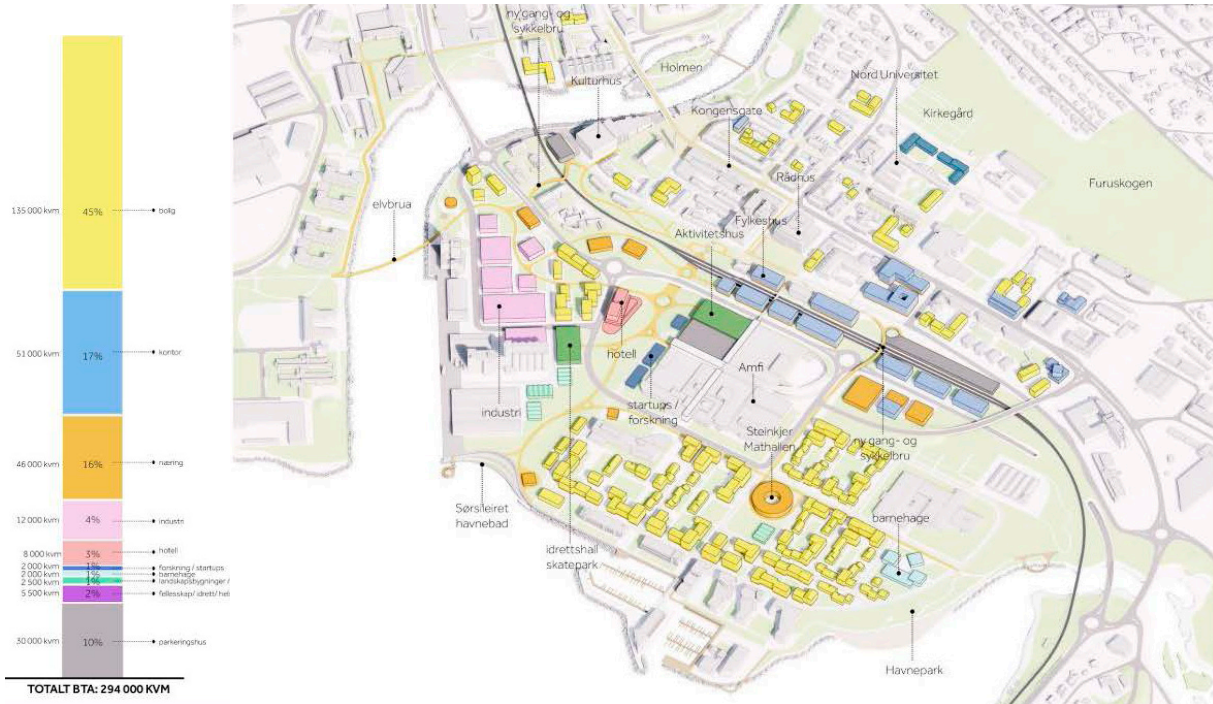 135 000 kvm
45%
bolig
51 000 kvm
17%
kontor
46 000 kvm
16%
næring
12 000 kvm
4%
industri
8 000 kvm
3%
hotell
2 000 kvm
1%
forskning / startups
2 000 kvm
1%
barnehage
2 500 kvm
1%
landskapsbygninger /
5 500 kvm
2%
fellesskap/ idrett/ hel
30 000 kvm
10%
parkeringshus
TOTALT BTA: 294 000 KVM
ny gang- og
sykkelbru
Holmen
Kulturhus
Kongensgate
Nord Universitet
Kirkegård
Furuskogen
Rådhus
elvbrua
Fylkeshus
Aktivitetshus
hotell
Amfi
industri
startups /
forskning
Steinkjer
Mathallen
ny gang- og
sykkelbru
Sørsileiret
havnebad
idrettshall
skatepark
barnehage
Havnepark